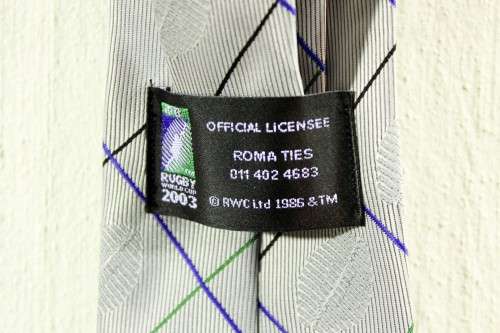 OFFICIAL LICENSEE
ROMA TIES
011 402 4683
© RWC Ltd 1986 & TM
RUGBY
WORLD CUP
2003